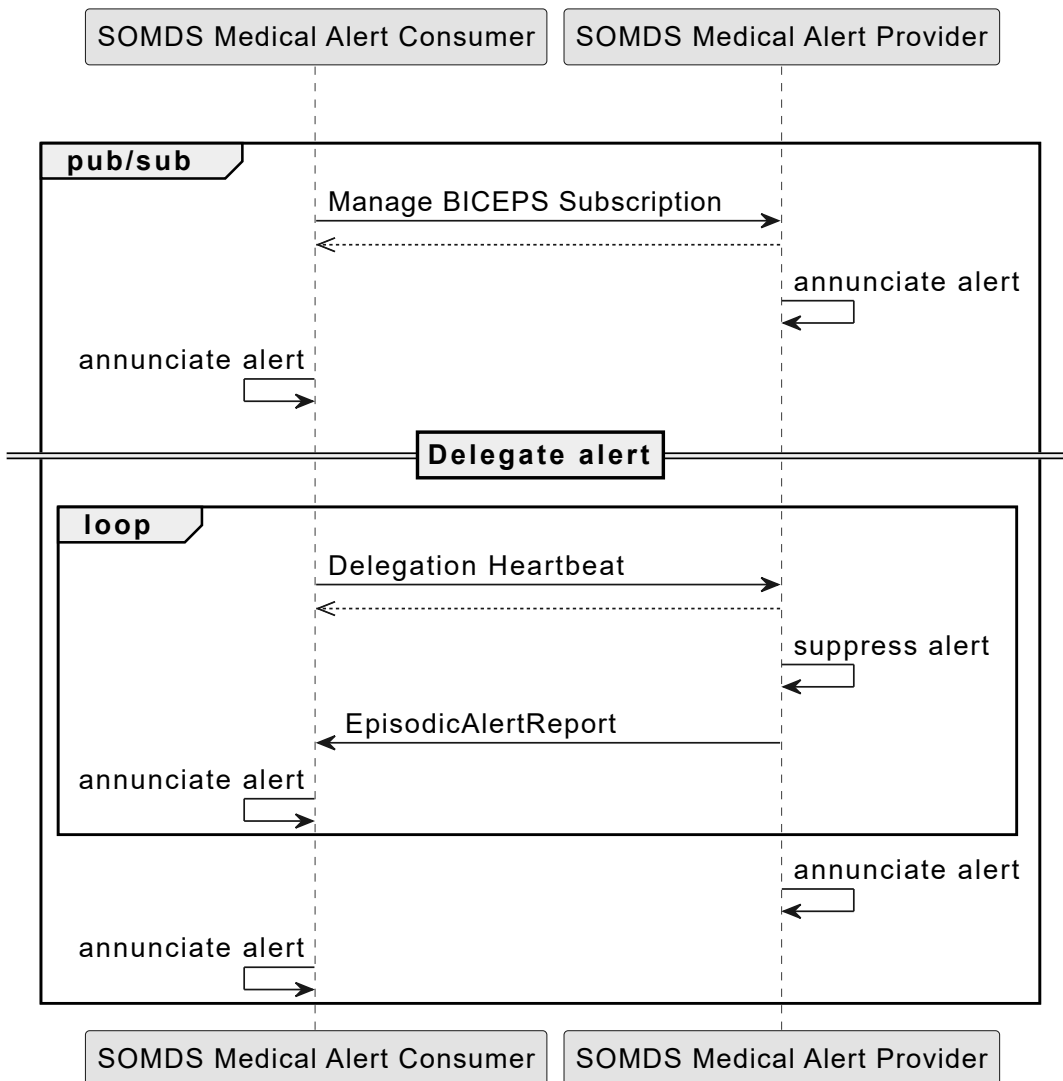 SOMDS Medical Alert Consumer
SOMDS Medical Alert Provider
pub/sub
Manage BICEPS Subscription
annunciate alert
annunciate alert
Delegate alert
loop
Delegation Heartbeat
suppress alert
EpisodicAlertReport
annunciate alert
annunciate alert
annunciate alert
SOMDS Medical Alert Consumer
SOMDS Medical Alert Provider